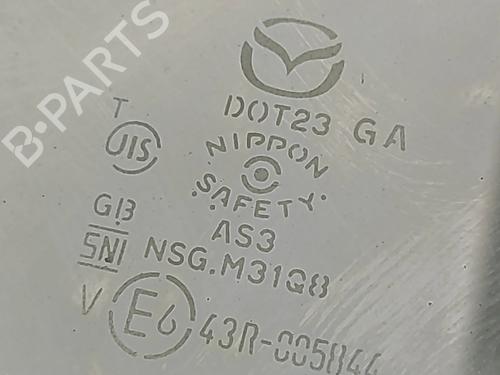 B-PARTS
DOT23 GA
T
JIS
NIPPON
SAFETY
GB
AS3
SNI
NSG.M31Q8
V
E6
43R-005844